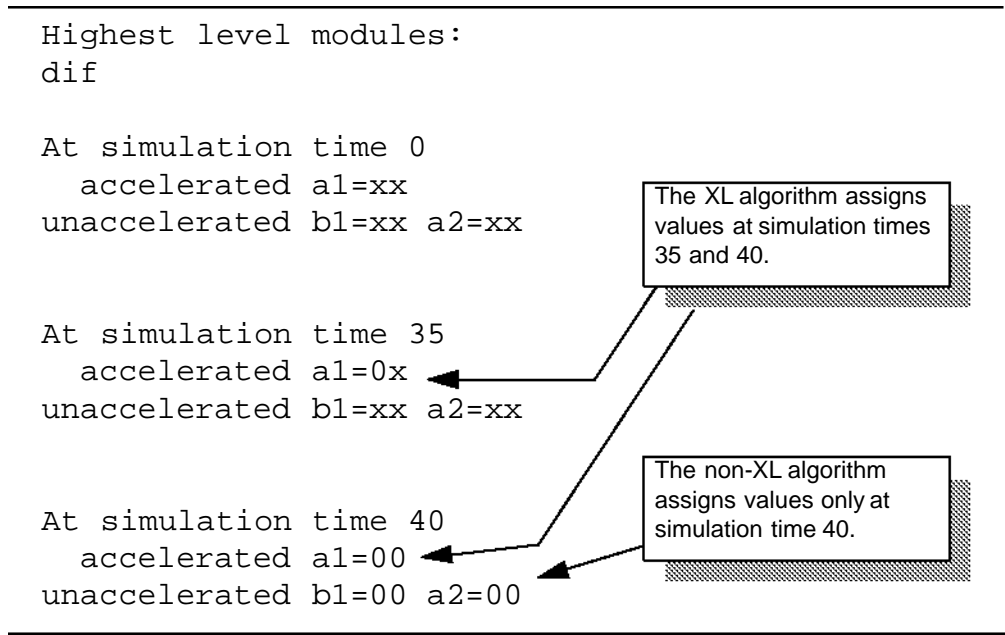 Highest level modules:
dif
At simulation time 0
accelerated a1=xx
unaccelerated b1=xx a2=xx
The XL algorithm assigns
values at simulation times
35 and 40.
At simulation time 35
accelerated a1=0x
unaccelerated b1=xx a2=xx
At simulation time 40
accelerated a1=00
unaccelerated b1=00 a2=00
The non-XL algorithm
assigns values only at
simulation time 40.